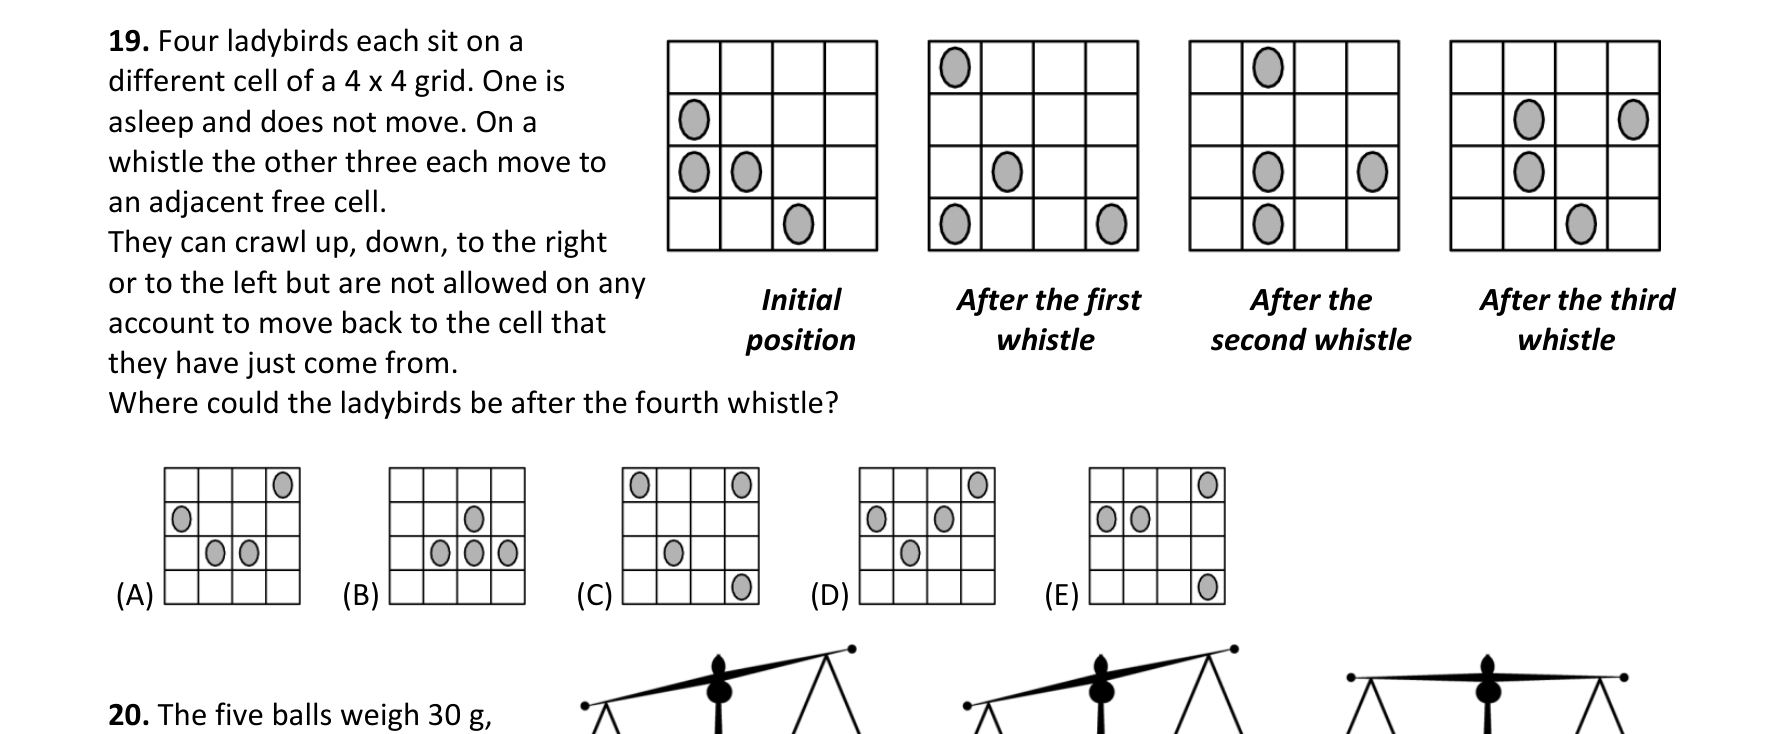 19. Four ladybirds each sit on a
different cell of a 4 x 4 grid. One is
asleep and does not move. On a
whistle the other three each move to
an adjacent free cell.
They can crawl up, down, to the right
or to the left but are not allowed on any
account to move back to the cell that
they have just come from.
Where could the ladybirds be after the fourth whistle?
Initial
position
After the first
whistle
After the
second whistle
After the third
whistle
(A)
(B)
(C)
(D)
(E)
20. The five balls weigh 30 g,